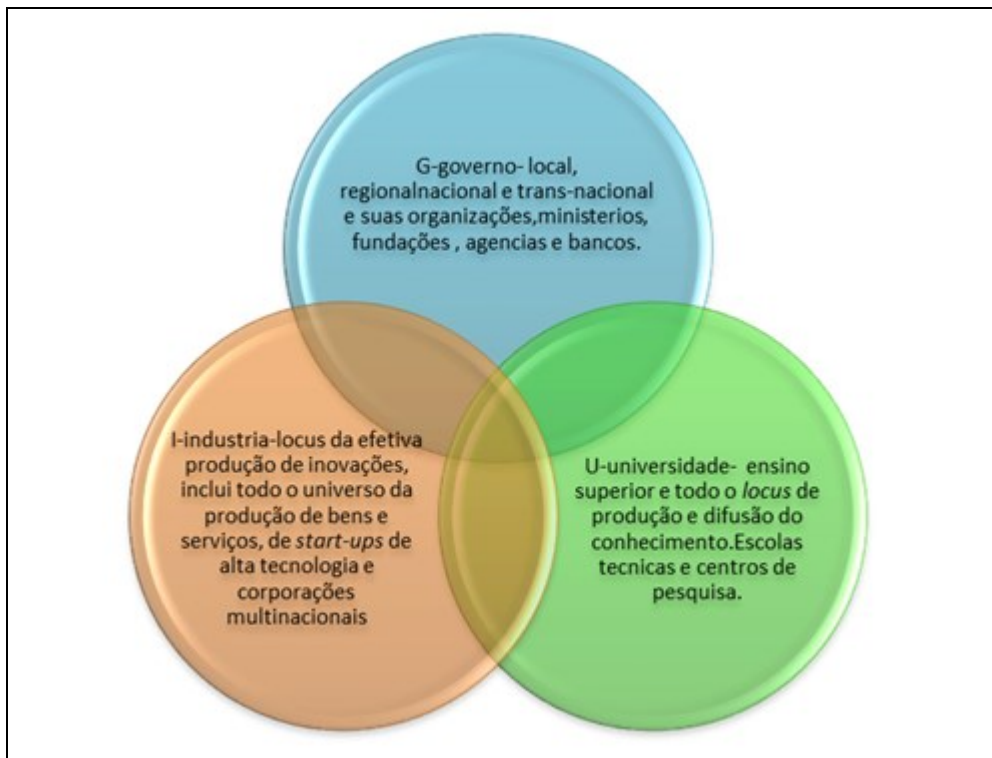 G-governo- local,
regionalnacional e trans-nacional
e suas organizações,ministerios,
fundações , agencias e bancos.
I-industria-locus da efetiva
produção de inovações,
inclui todo o universo da
produção de bens e
serviços, de start-ups de
alta tecnologia e
corporações
multinacionais
U-universidade- ensino
superior e todo o locus de
produção e difusão do
conhecimento.Escolas
tecnicas e centros de
pesquisa.